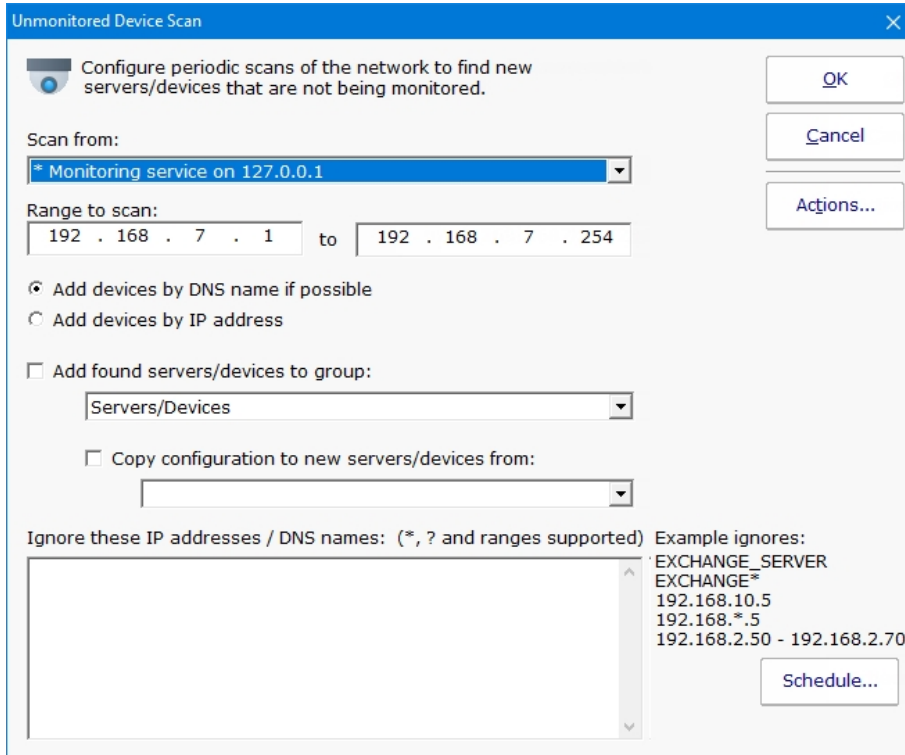 Unmonitored Device Scan
Configure periodic scans of the network to find new
servers/devices that are not being monitored.
OK
Cancel
Actions...
Scan from:
* Monitoring service on 127.0.0.1
Range to scan:
192 . 168 . 7 . 1 to 192 . 168 . 7 . 254
Add devices by DNS name if possible
Add devices by IP address
Add found servers/devices to group:
Servers/Devices
Copy configuration to new servers/devices from:
Ignore these IP addresses / DNS names: (*, ? and ranges supported)
Example ignores:
EXCHANGE_SERVER
EXCHANGE*
192.168.10.5
192.168.*.5
192.168.2.50 - 192.168.2.70
Schedule...